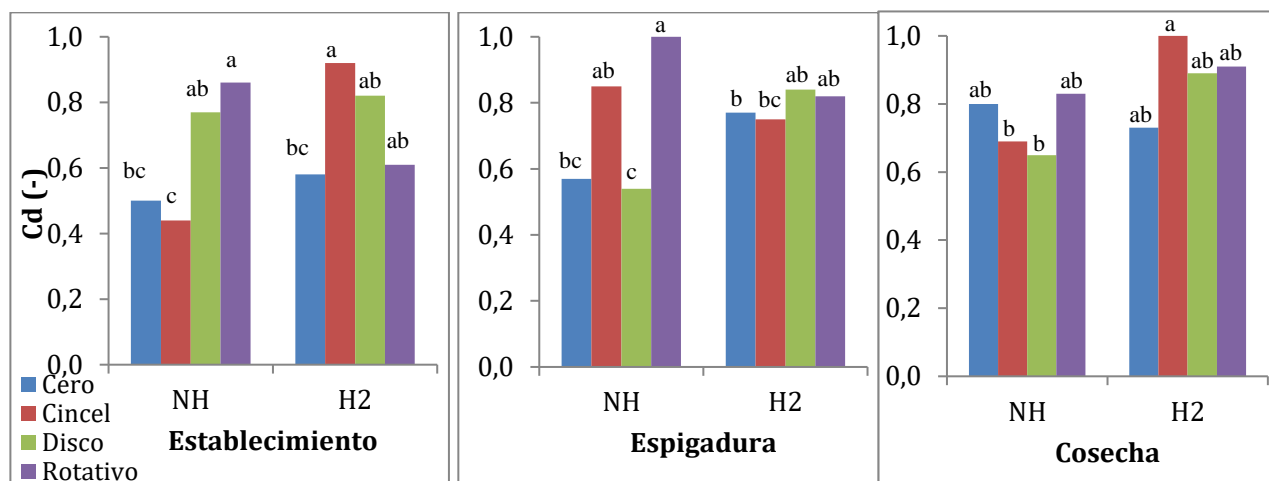 Cd (-)
1,0
0,8
0,6
0,4
0,2
0,0
bc
c
ab
a
bc
a
ab
ab
NH
H2
Establecimiento
Cero
Cincel
Disco
Rotativo
1,0
0,8
0,6
0,4
0,2
0,0
bc
ab
c
a
b
bc
ab
ab
NH
H2
Espigadura
1,0
0,8
0,6
0,4
0,2
0,0
ab
b
b
ab
ab
a
ab
ab
NH
H2
Cosecha